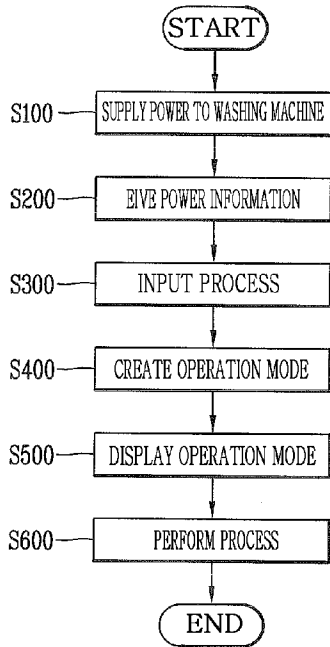 START
S100 SUPPLY POWER TO WASHING MACHINE
S200 EIVE POWER INFORMATION
S300 INPUT PROCESS
S400 CREATE OPERATION MODE
S500 DISPLAY OPERATION MODE
S600 PERFORM PROCESS
END